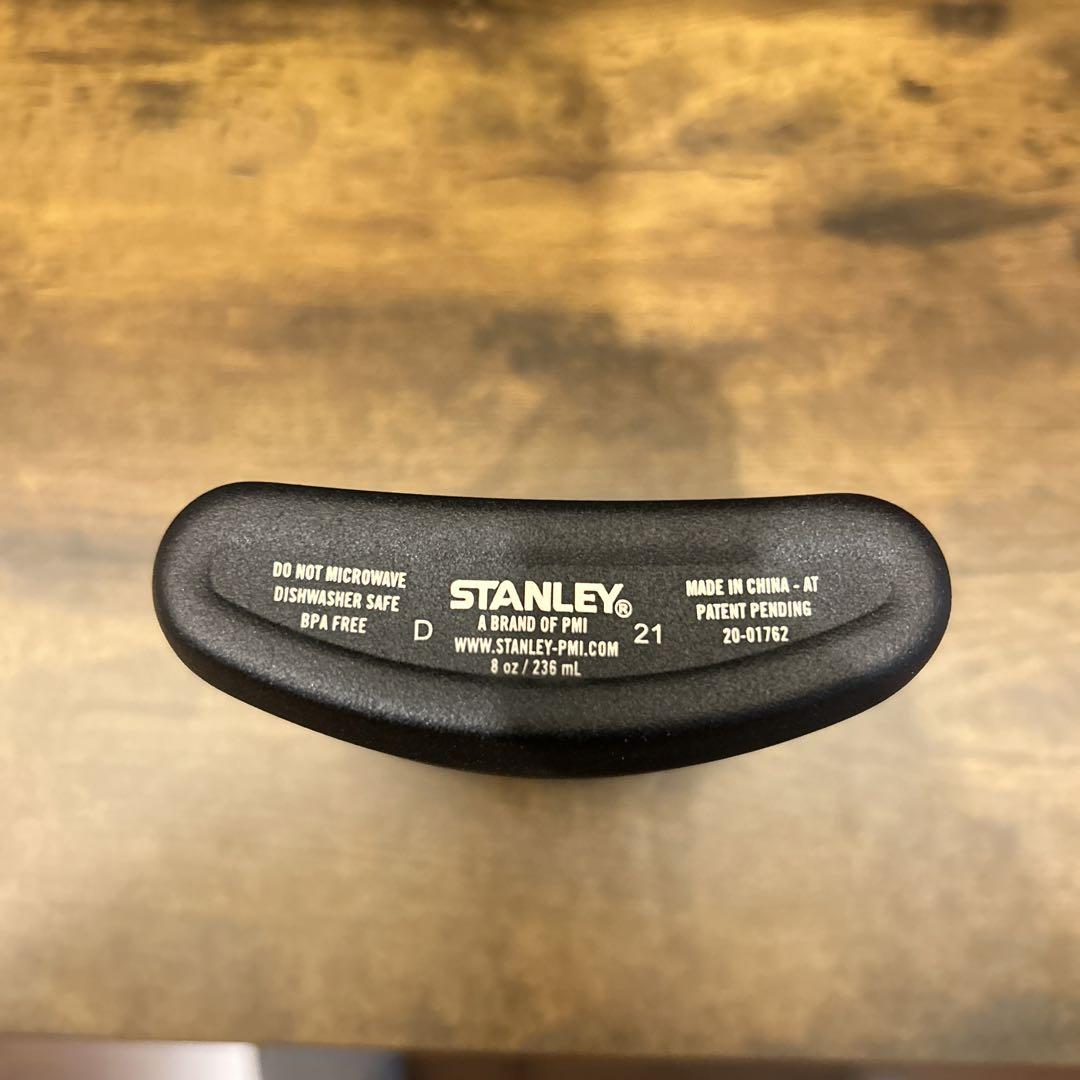 DO NOT MICROWAVE
DISHWASHER SAFE
BPA FREE
D
STANLEY®
A BRAND OF PMI
WWW.STANLEY-PMI.COM
8 oz / 236 mL
21
MADE IN CHINA - AT
PATENT PENDING
20-01762